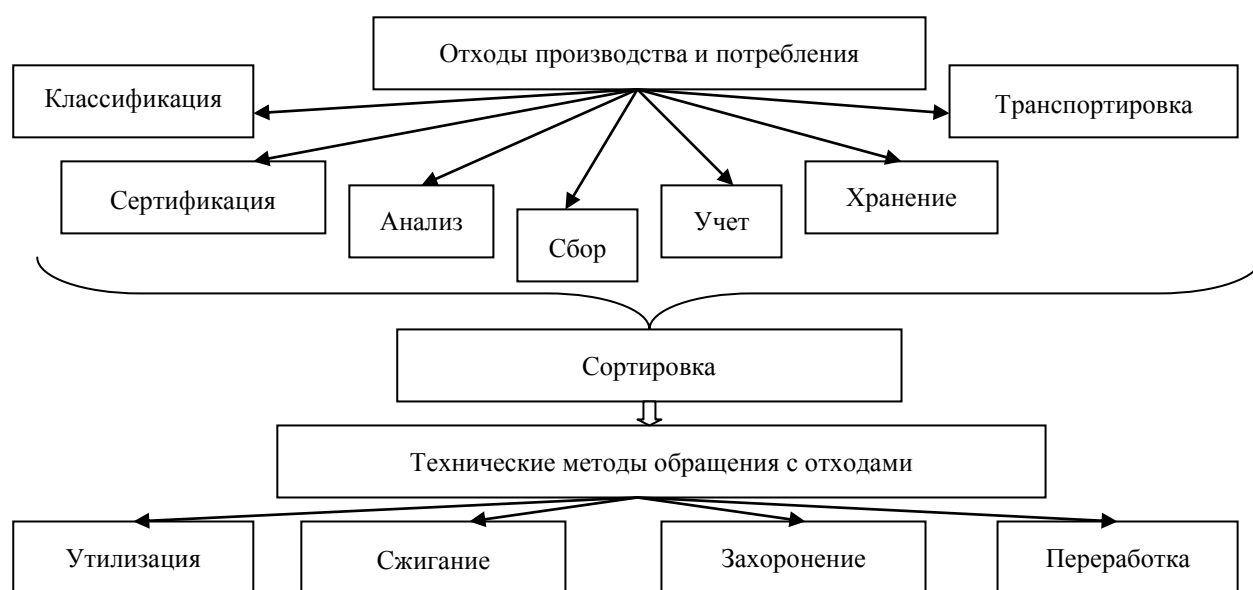 Отходы производства и потребления
Классификация
Транспортировка
Сертификация
Анализ
Сбор
Учет
Хранение
Сортировка
Технические методы обращения с отходами
Утилизация
Сжигание
Захоронение
Переработка